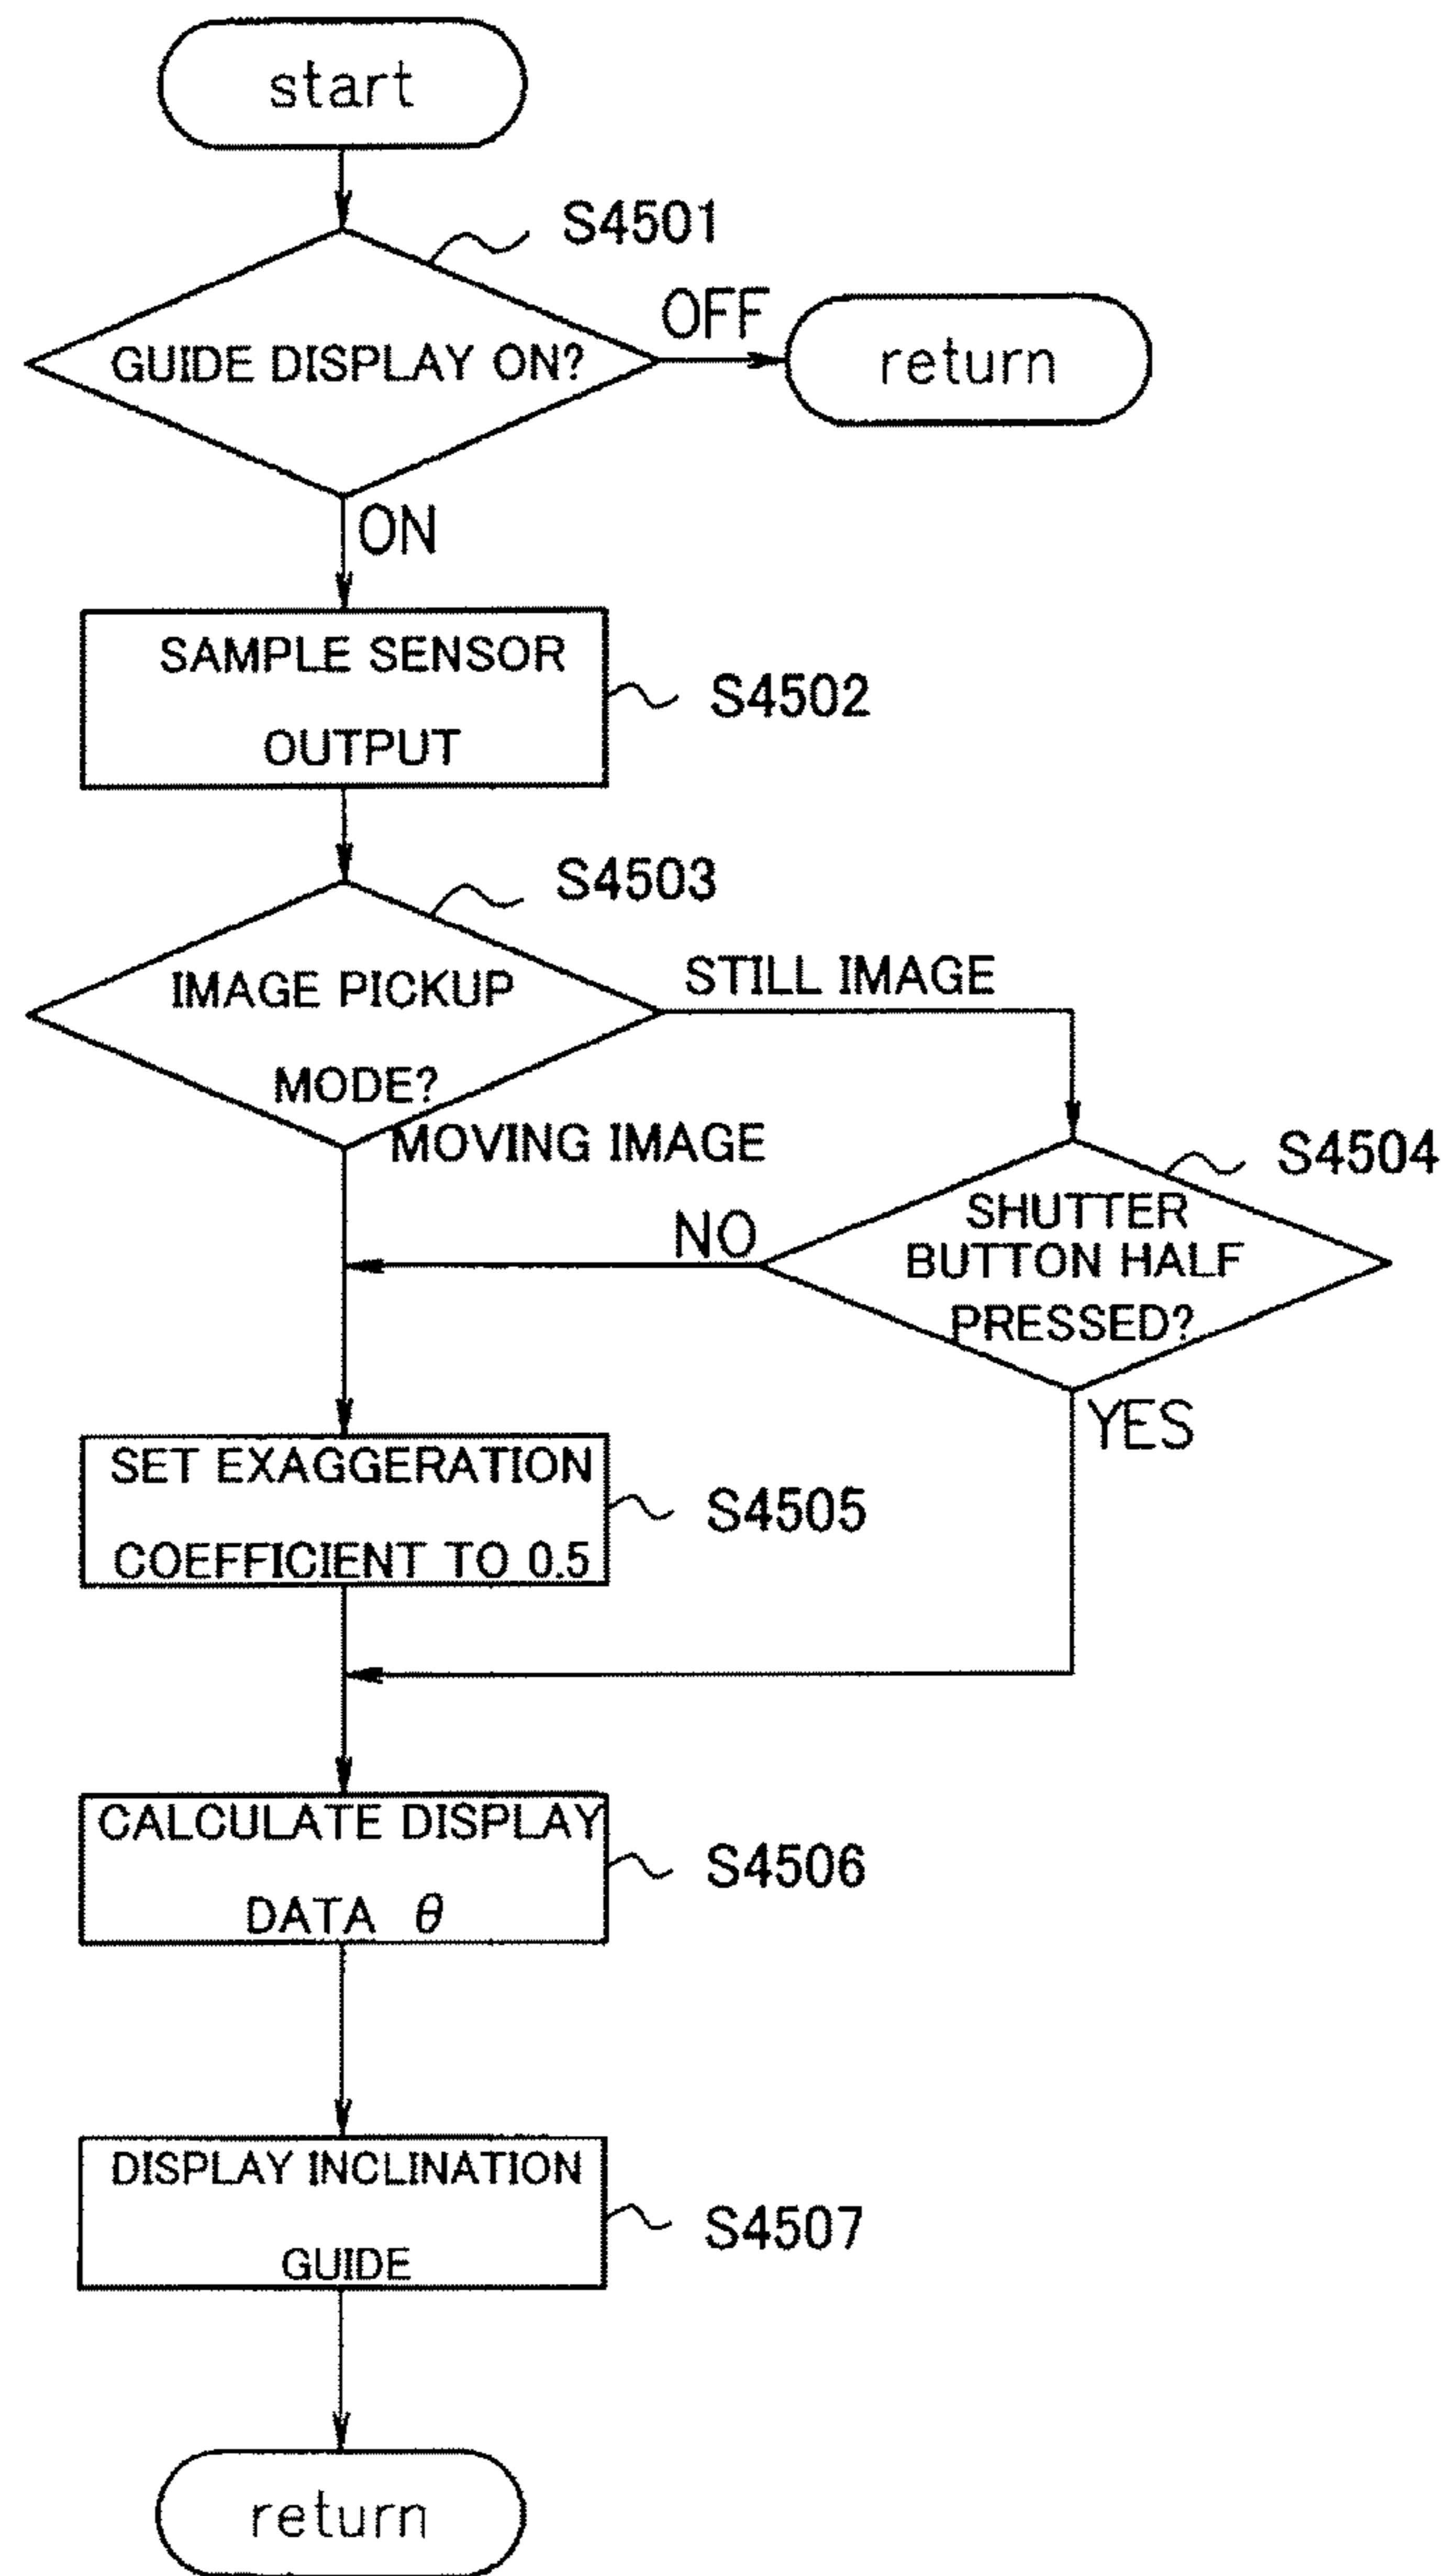 start
S4501
GUIDE DISPLAY ON?
OFF
return
ON
SAMPLE SENSOR
OUTPUT
S4502
S4503
IMAGE PICKUP
MODE?
STILL IMAGE
MOVING IMAGE
S4504
SHUTTER
BUTTON HALF
PRESSED?
NO
YES
SET EXAGGERATION
COEFFICIENT TO 0.5
S4505
CALCULATE DISPLAY
DATA θ
S4506
DISPLAY INCLINATION
GUIDE
S4507
return